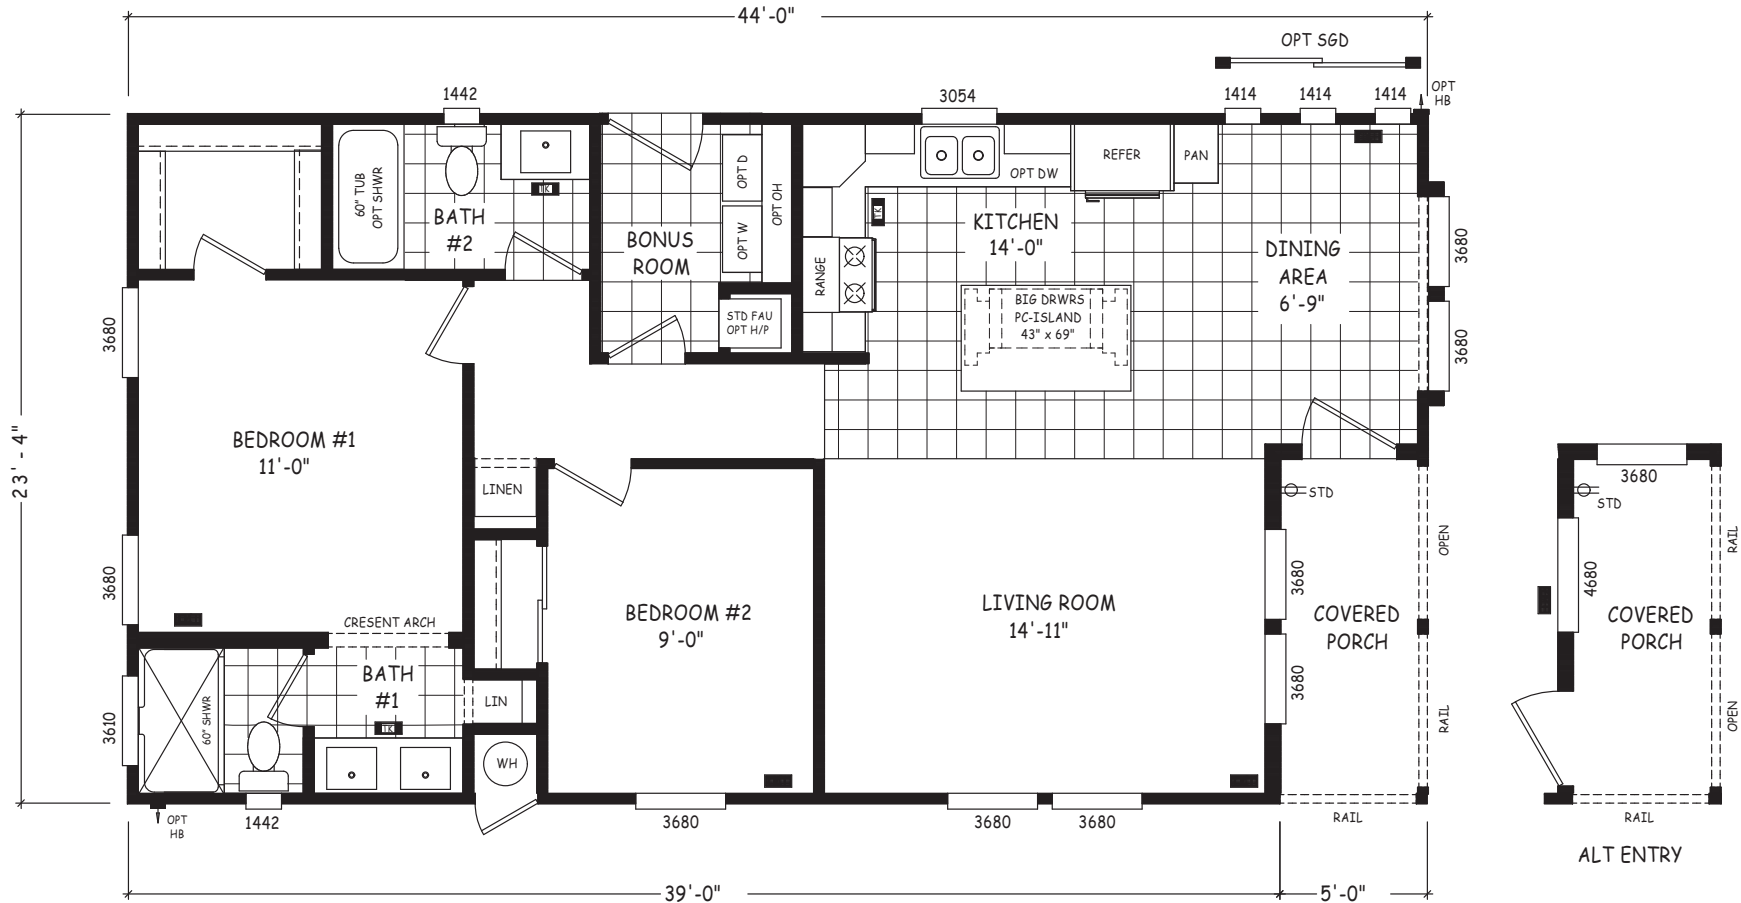 44'-0"
OPT SGD
1442
3054
1414
1414
1414
OPT
HB
60" TUB
OPT SHWR
TK
BATH
#2
BONUS
ROOM
OPT D
OPT W
OPT OH
STD FAU
OPT H/P
TK
RANGE
OPT DW
REFER
PAN
KITCHEN
14'-0"
BIG DRWRS
PC-ISLAND
43" x 69"
DINING
AREA
6'-9"
3680
3680
3680
23'-4"
BEDROOM #1
11'-0"
LINEN
3680
BEDROOM #2
9'-0"
LIVING ROOM
14'-11"
STD
OPEN
3680
3680
COVERED
PORCH
RAIL
3680
STD
RAIL
4680
COVERED
PORCH
OPEN
CRESENT ARCH
BATH
#1
TK
LIN
3610
60" SHWR
WH
OPT
HB
1442
3680
3680
3680
RAIL
RAIL
ALT ENTRY
39'-0"
5'-0"